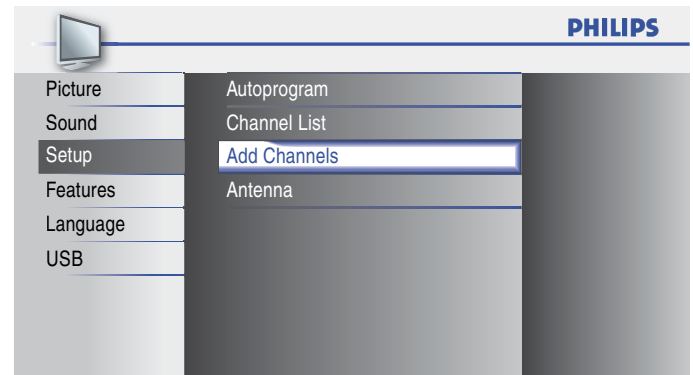 PHILIPS
Picture
Sound
Setup
Features
Language
USB
Autoprogram
Channel List
Add Channels
Antenna